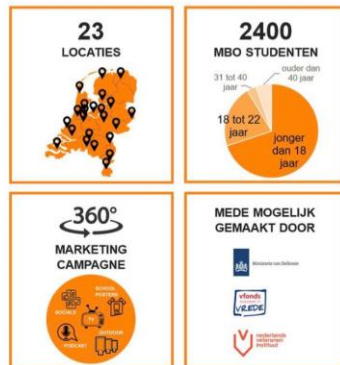 23
LOCATIES
2400
MBO STUDENTEN
ouder dan
40 jaar
31 tot 40
jaar
18 tot 22
jaar
jonger
dan 18
jaar
360°
MARKETING
CAMPAGNE
SCHOOL
POSTERS
SOCIALS
TV
PODCAST
OUTDOOR
MEDE MOGELIJK
GEMAAKT DOOR
Ministerie van Defensie
vfonds
VREDE
nederlands
veteranen
instituut